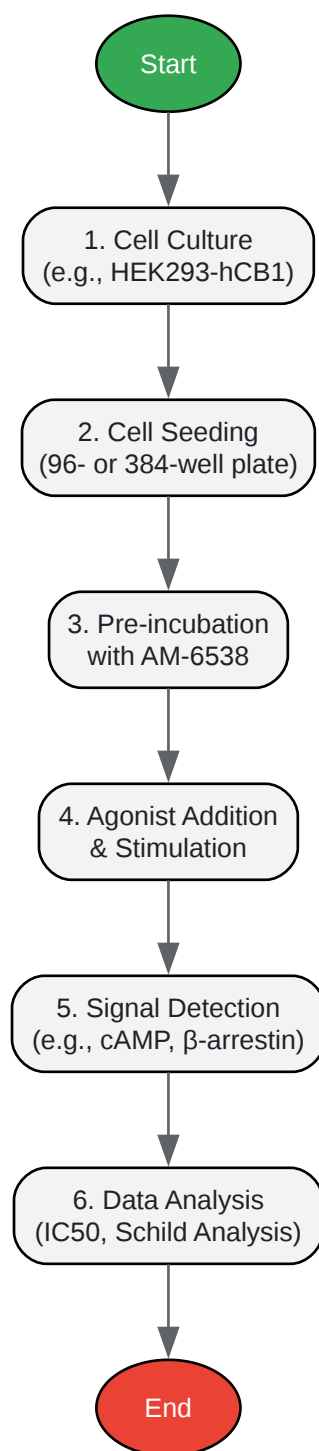 Start
1. Cell Culture
(e.g., HEK293-hCB1)
2. Cell Seeding
(96- or 384-well plate)
3. Pre-incubation
with AM-6538
4. Agonist Addition
& Stimulation
5. Signal Detection
(e.g., cAMP, β-arrestin)
6. Data Analysis
(IC50, Schild Analysis)
End